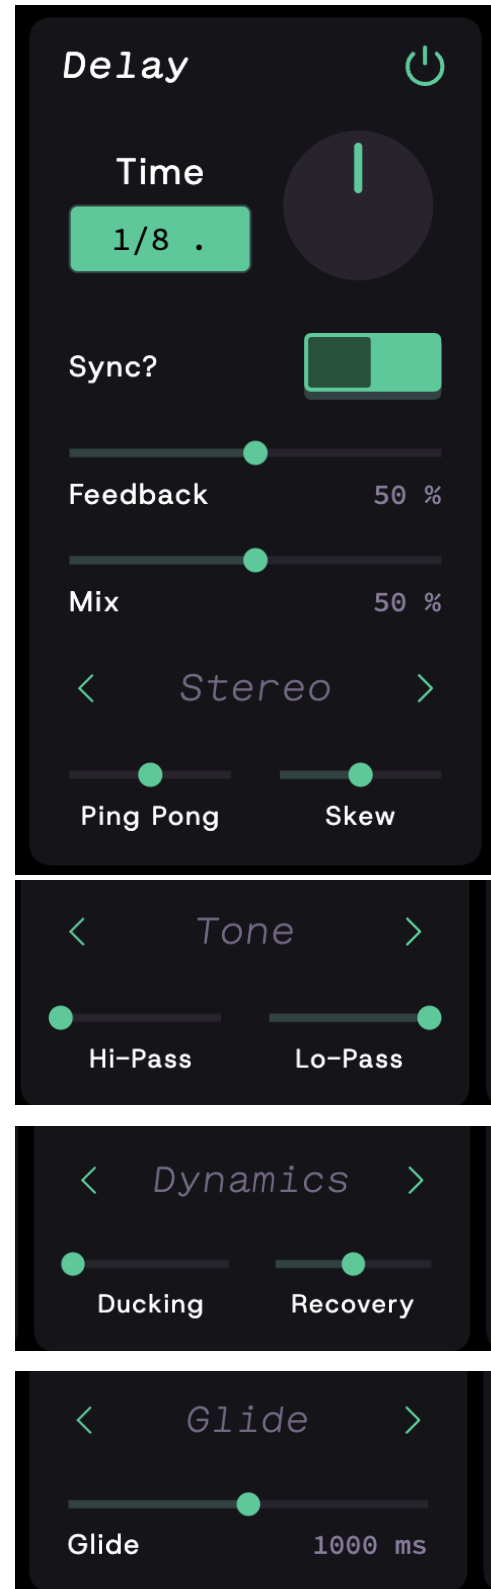 Delay
Time
1/8 .
Sync?
Feedback 50 %
Mix 50 %
Stereo
Ping Pong Skew
Tone
Hi-Pass Lo-Pass
Dynamics
Ducking Recovery
Glide
Glide 1000 ms